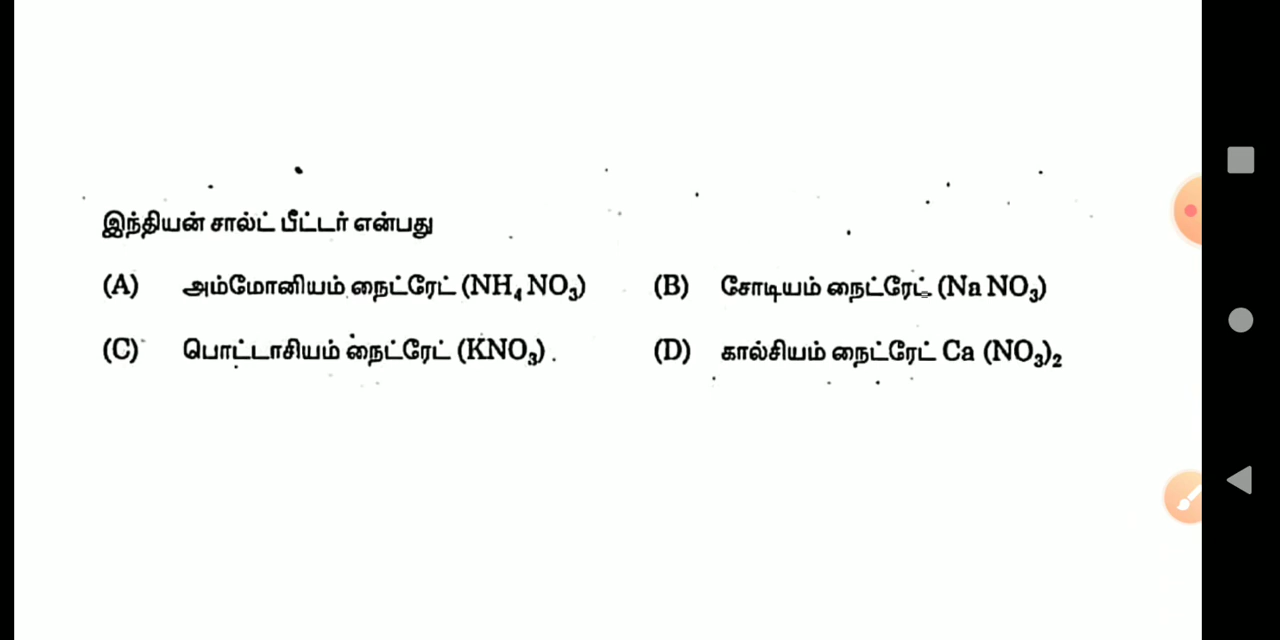 இந்தியன் சால்ட் பீட்டர் என்பது
(A) அம்மோனியம் நைட்ரேட் (NH₄ NO₃) (B) சோடியம் நைட்ரேட் (Na NO₃)
(C) பொட்டாசியம் நைட்ரேட் (KNO₃) . (D) கால்சியம் நைட்ரேட் Ca (NO₃)₂